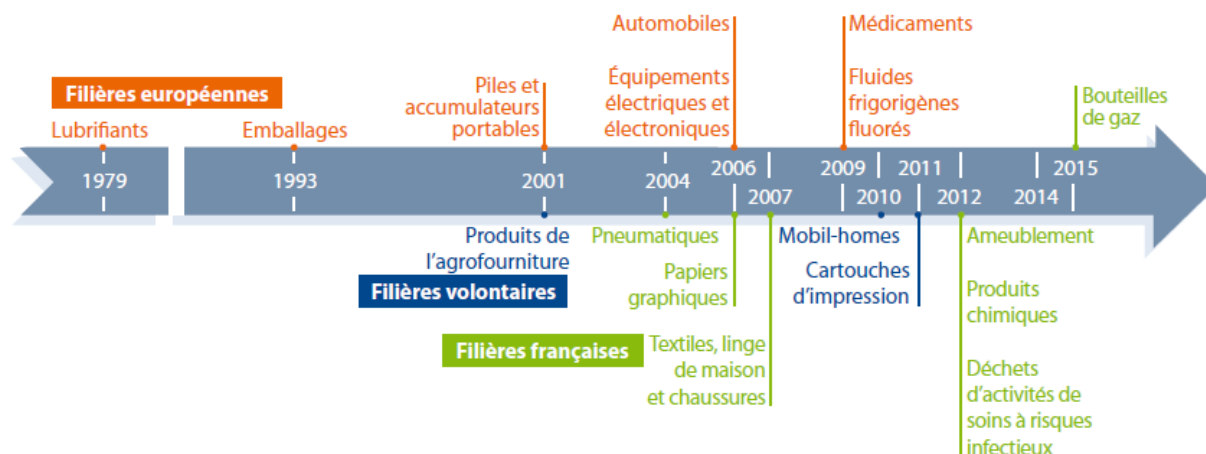 Automobiles
Médicaments
Filières européennes
Piles et
accumulateurs
portables
Équipements
électriques et
électroniques
Fluides
frigorigènes
fluorés
Bouteilles
de gaz
Lubrifiants
Emballages
1979
1993
2001
2004
2006
2007
2009
2010
2011
2012
2014
2015
Produits de
l'agrofourniture
Filières volontaires
Pneumatiques
Papiers
graphiques
Mobil-homes
Cartouches
d'impression
Ameublement
Produits
chimiques
Filières françaises
Textiles, linge
de maison
et chaussures
Déchets
d'activités de
soins à risques
infectieux